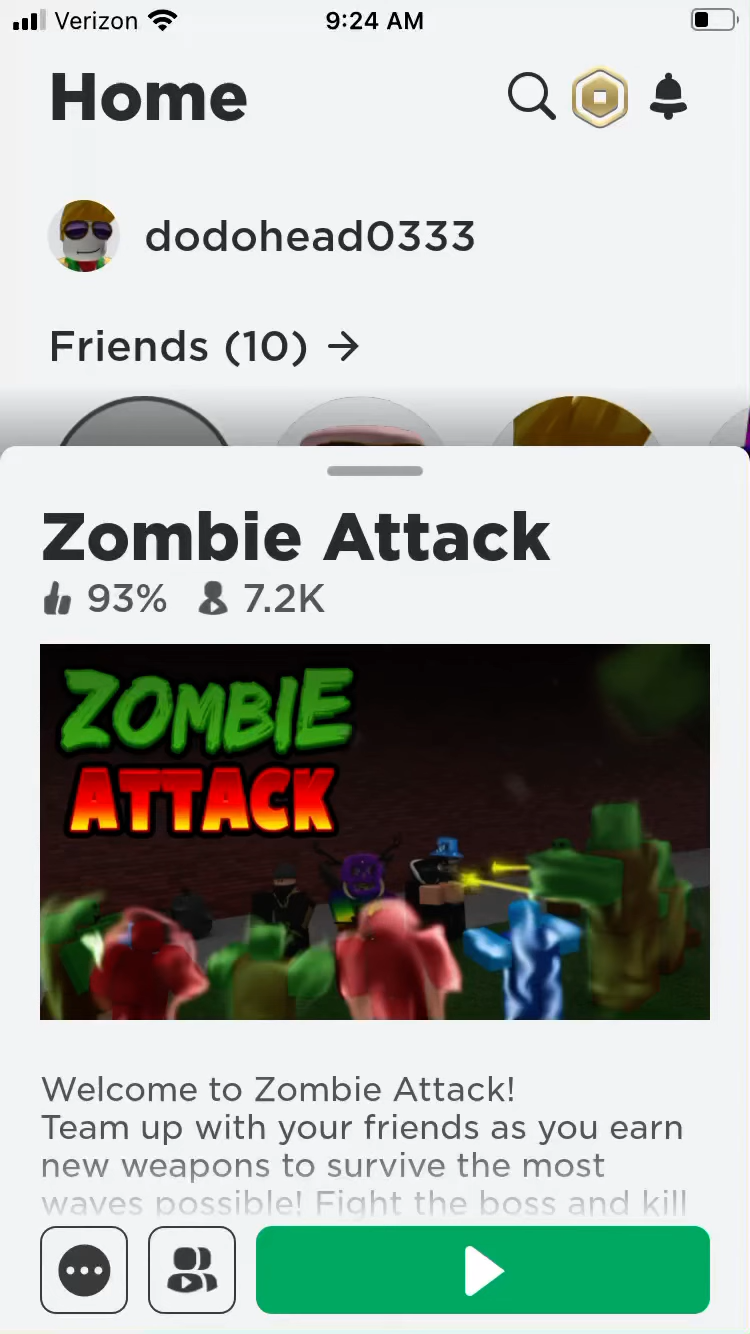 Verizon 9:24 AM
Home
dodohead0333
Friends (10) →
Zombie Attack
93% 7.2K
ZOMBIE
ATTACK
Welcome to Zombie Attack!
Team up with your friends as you earn
new weapons to survive the most
waves possible! Fight the boss and kill